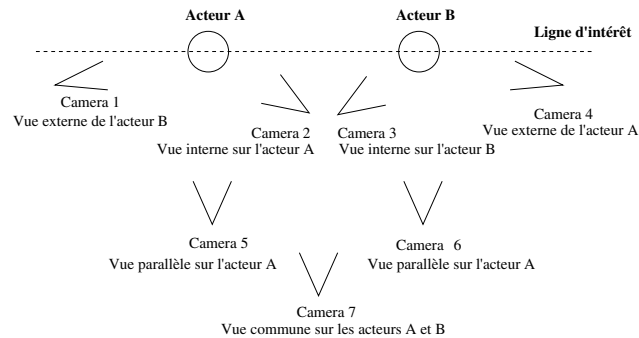 Acteur A
Acteur B
Ligne d'intérêt
Camera 1
Vue externe de l'acteur B
Camera 2
Vue interne sur l'acteur A
Camera 3
Vue interne sur l'acteur B
Camera 4
Vue externe de l'acteur A
Camera 5
Vue parallèle sur l'acteur A
Camera 6
Vue parallèle sur l'acteur A
Camera 7
Vue commune sur les acteurs A et B